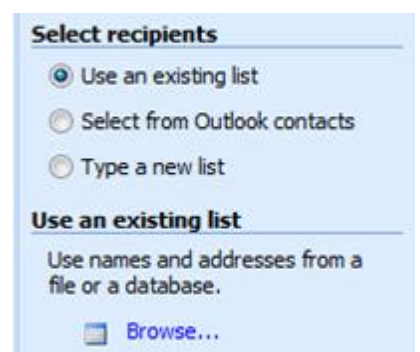 Select recipients
Use an existing list
Select from Outlook contacts
Type a new list
Use an existing list
Use names and addresses from a
file or a database.
Browse...